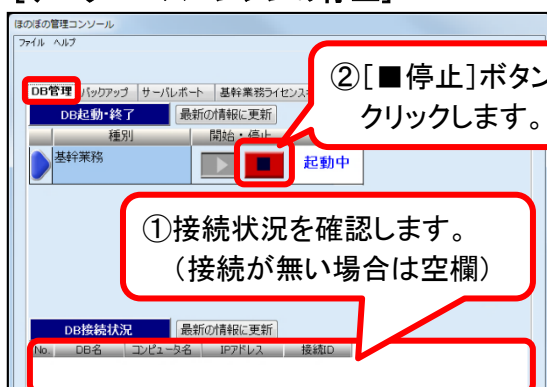 ほのぼの管理コンソール
ファイル ヘルプ
DB管理 バックアップ サーバレポート 基幹業務ライセンス
②[■停止]ボタン
クリックします。
DB起動・終了 最新の情報に更新
種別 開始・停止
基幹業務 起動中
①接続状況を確認します。
(接続が無い場合は空欄)
DB接続状況 最新の情報に更新
No. DB名 コンピュータ名 IPアドレス 接続ID